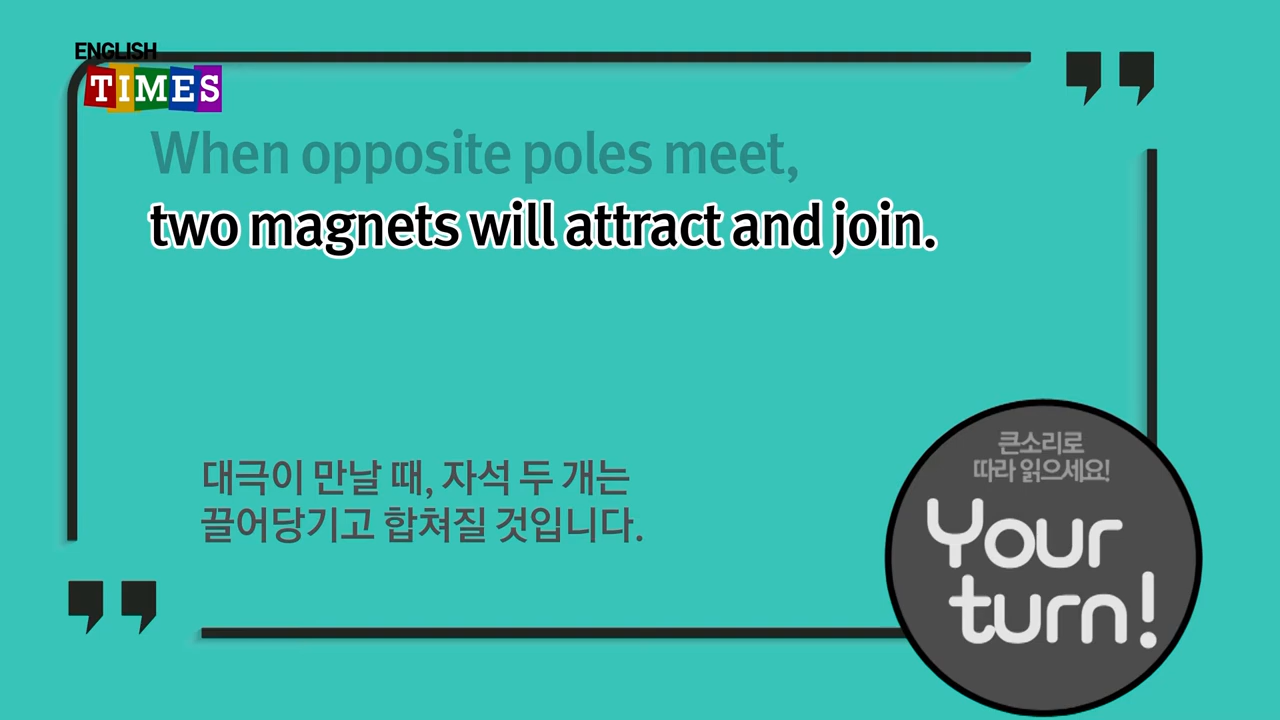 ENGLISH
TIMES
When opposite poles meet,
two magnets will attract and join.
대극이 만날 때, 자석 두 개는
끌어당기고 합쳐질 것입니다.
큰소리로
따라 읽으세요!
Your
turn!